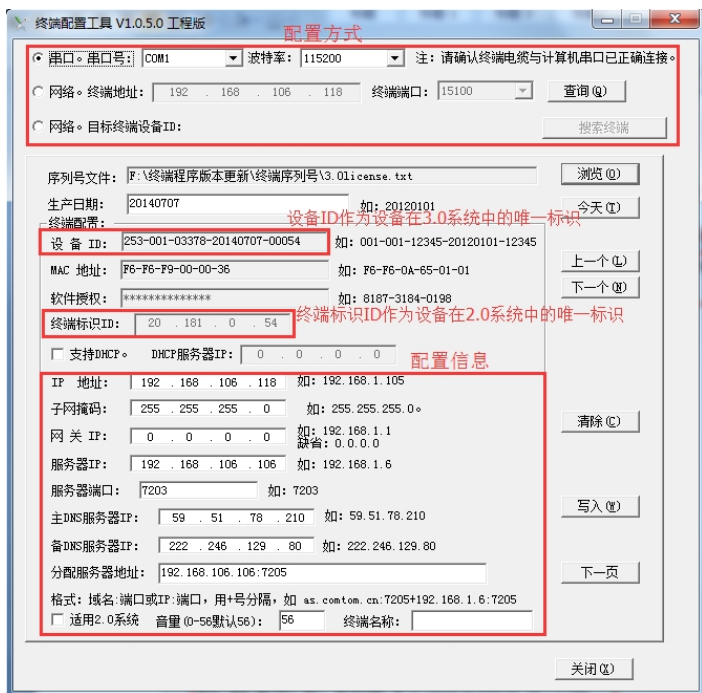 终端配置工具 V1.0.5.0 工程版
配置方式
串口。串口号: COM1 波特率: 115200 注: 请确认终端电缆与计算机串口已正确连接。
网络。终端地址: 192 . 168 . 106 . 118 终端端口: 15100 查询(Q)
网络。目标终端设备ID: 搜索终端
序列号文件: F:\终端程序版本更新\终端序列号\3.0license.txt 浏览(O)
生产日期: 20140707 如: 20120101 今天(T)
设备ID作为设备在3.0系统中的唯一标识
终端配置:
设 备 ID: 253-001-03378-20140707-00054 如: 001-001-12345-20120101-12345
上一个(L)
MAC 地址: F6-F6-F9-00-00-36 如: F6-F6-0A-65-01-01
下一个(N)
软件授权: ************** 如: 8187-3184-0198
终端标识ID: 20 . 181 . 0 . 54 终端标识ID作为设备在2.0系统中的唯一标识
支持DHCP。 DHCP服务器IP: 0 . 0 . 0 . 0
配置信息
IP 地址: 192 . 168 . 106 . 118 如: 192.168.1.105
子网掩码: 255 . 255 . 255 . 0 如: 255.255.255.0。
清除(C)
网 关 IP: 0 . 0 . 0 . 0 如: 192.168.1.1
缺省: 0.0.0.0
服务器IP: 192 . 168 . 106 . 106 如: 192.168.1.6
服务器端口: 7203 如: 7203
写入(W)
主DNS服务器IP: 59 . 51 . 78 . 210 如: 59.51.78.210
备DNS服务器IP: 222 . 246 . 129 . 80 如: 222.246.129.80
分配服务器地址: 192.168.106.106:7205 下一页
格式: 域名:端口或IP:端口, 用+号分隔, 如 as.comtom.cn:7205+192.168.1.6:7205
适用2.0系统 音量(0-56默认56): 56 终端名称:
关闭(X)